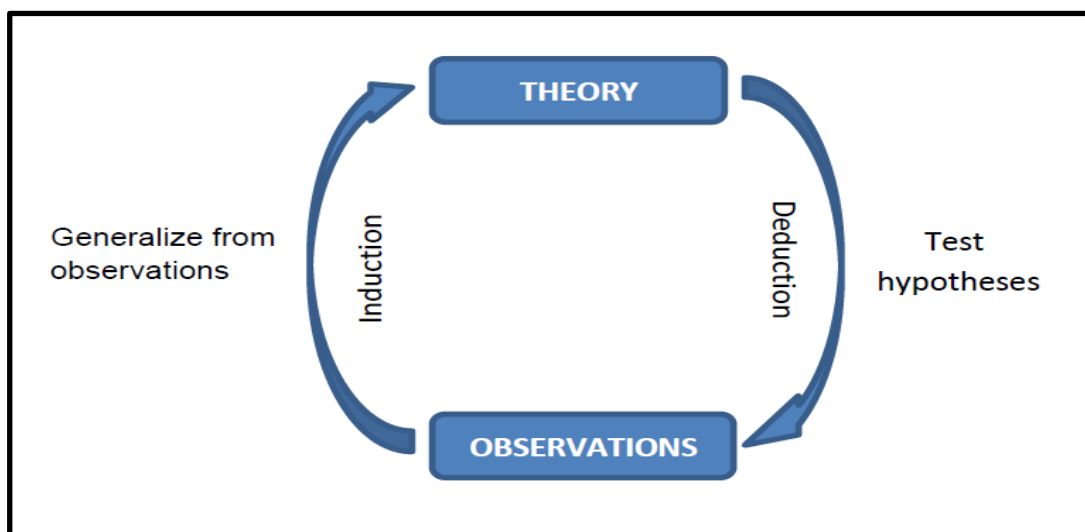 THEORY
Generalize from
observations
Induction
Deduction
Test
hypotheses
OBSERVATIONS